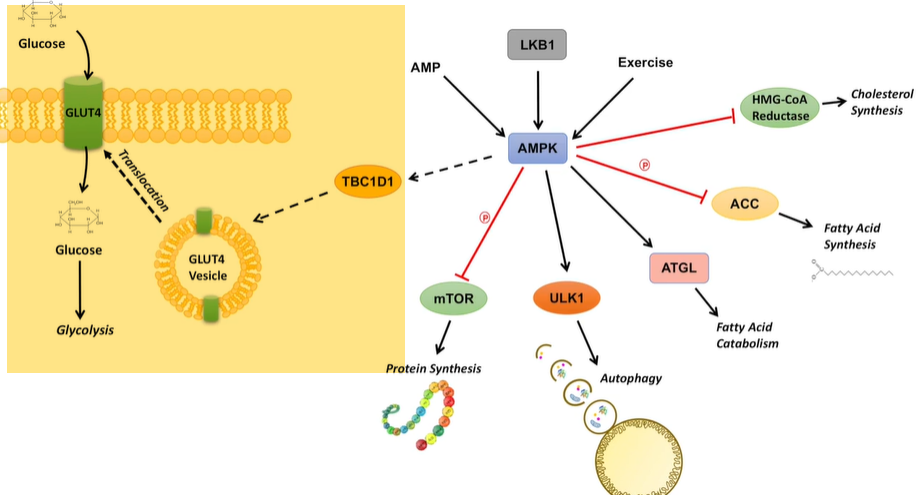 Glucose
GLUT4
Translocation
Glucose
Glycolysis
GLUT4
Vesicle
TBC1D1
AMP
LKB1
Exercise
AMPK
HMG-CoA
Reductase
Cholesterol
Synthesis
P
ACC
Fatty Acid
Synthesis
P
ATGL
Fatty Acid
Catabolism
mTOR
Protein Synthesis
ULK1
Autophagy